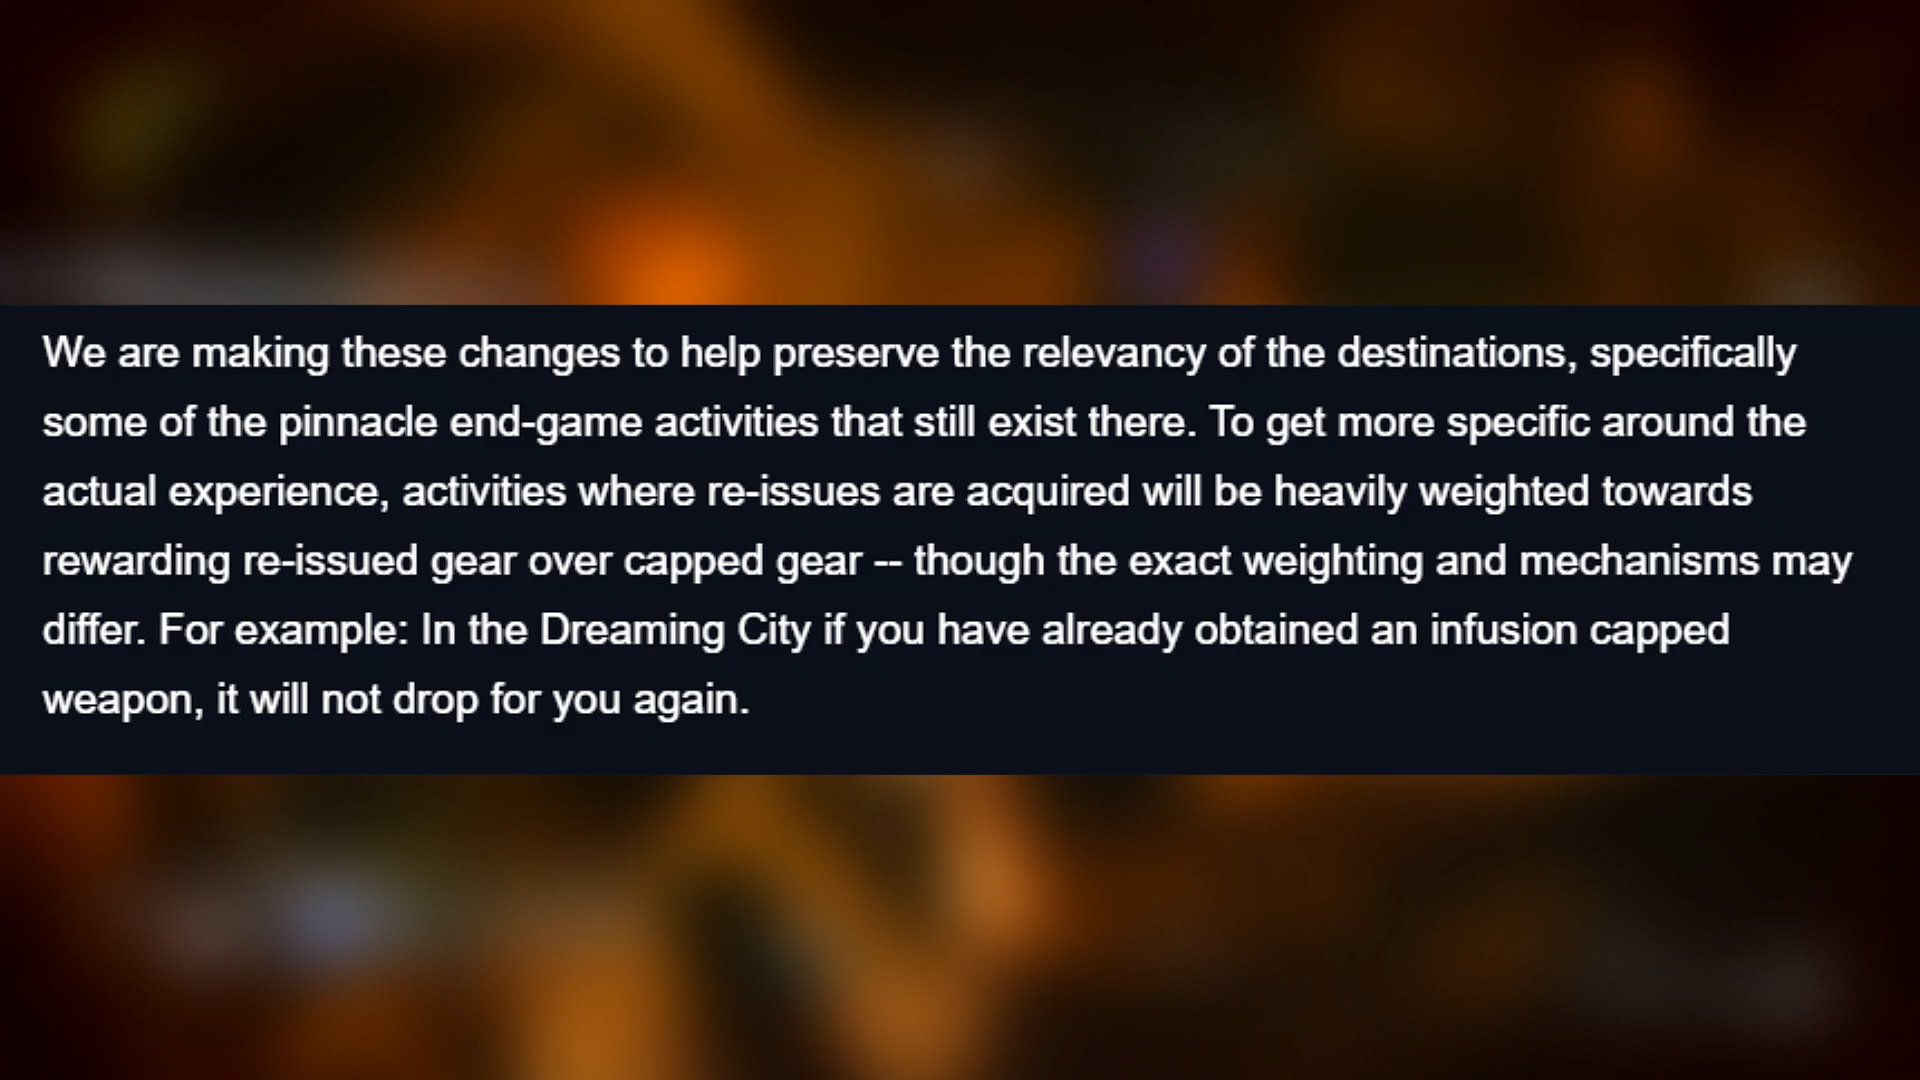 We are making these changes to help preserve the relevancy of the destinations, specifically
some of the pinnacle end-game activities that still exist there. To get more specific around the
actual experience, activities where re-issues are acquired will be heavily weighted towards
rewarding re-issued gear over capped gear -- though the exact weighting and mechanisms may
differ. For example: In the Dreaming City if you have already obtained an infusion capped
weapon, it will not drop for you again.